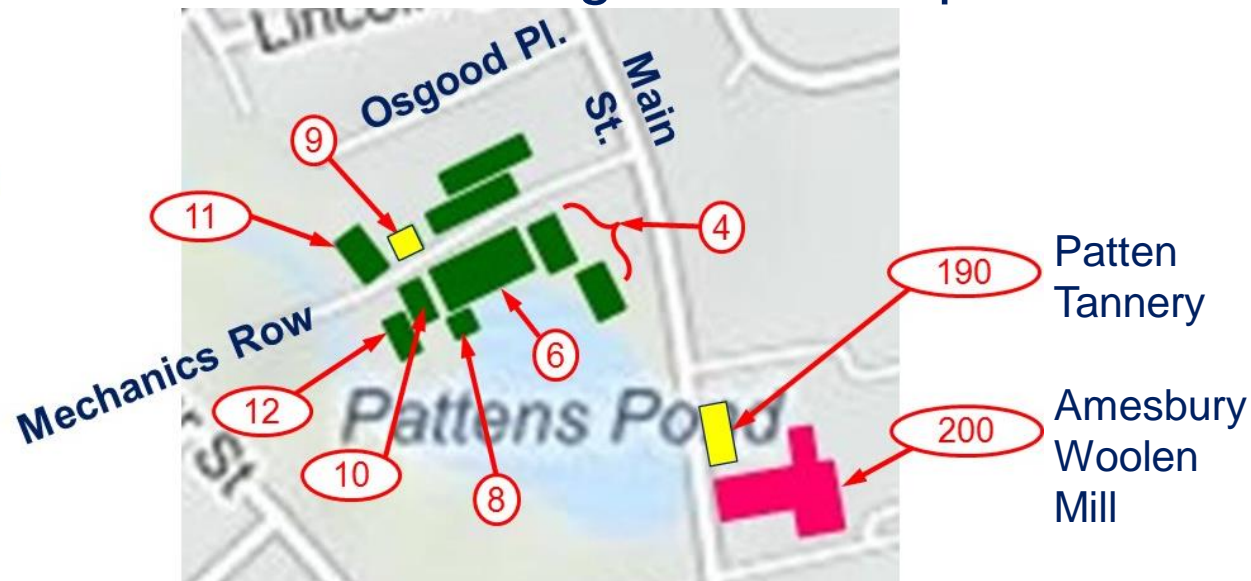 Osgood Pl.
Main
St.
9
11
4
190
Patten
Tannery
Mechanics Row
6
12
Pattens Pond
Amesbury
200
Woolen
Mill
10
8
St